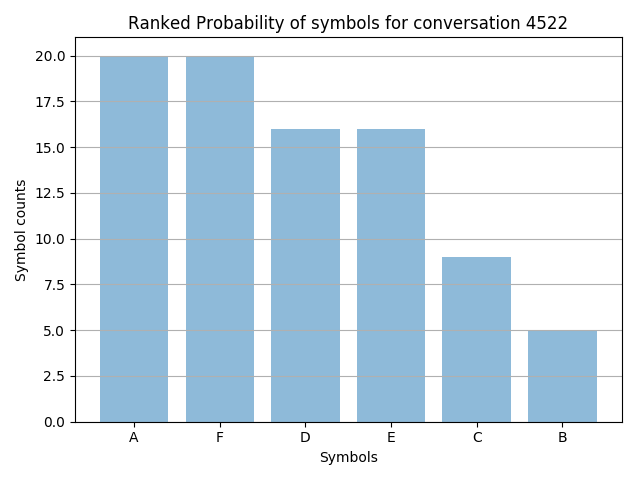 Ranked Probability of symbols for conversation 4522
20.0
17.5
15.0
12.5
10.0
7.5
5.0
2.5
0.0
Symbol counts
A F D E C B
Symbols